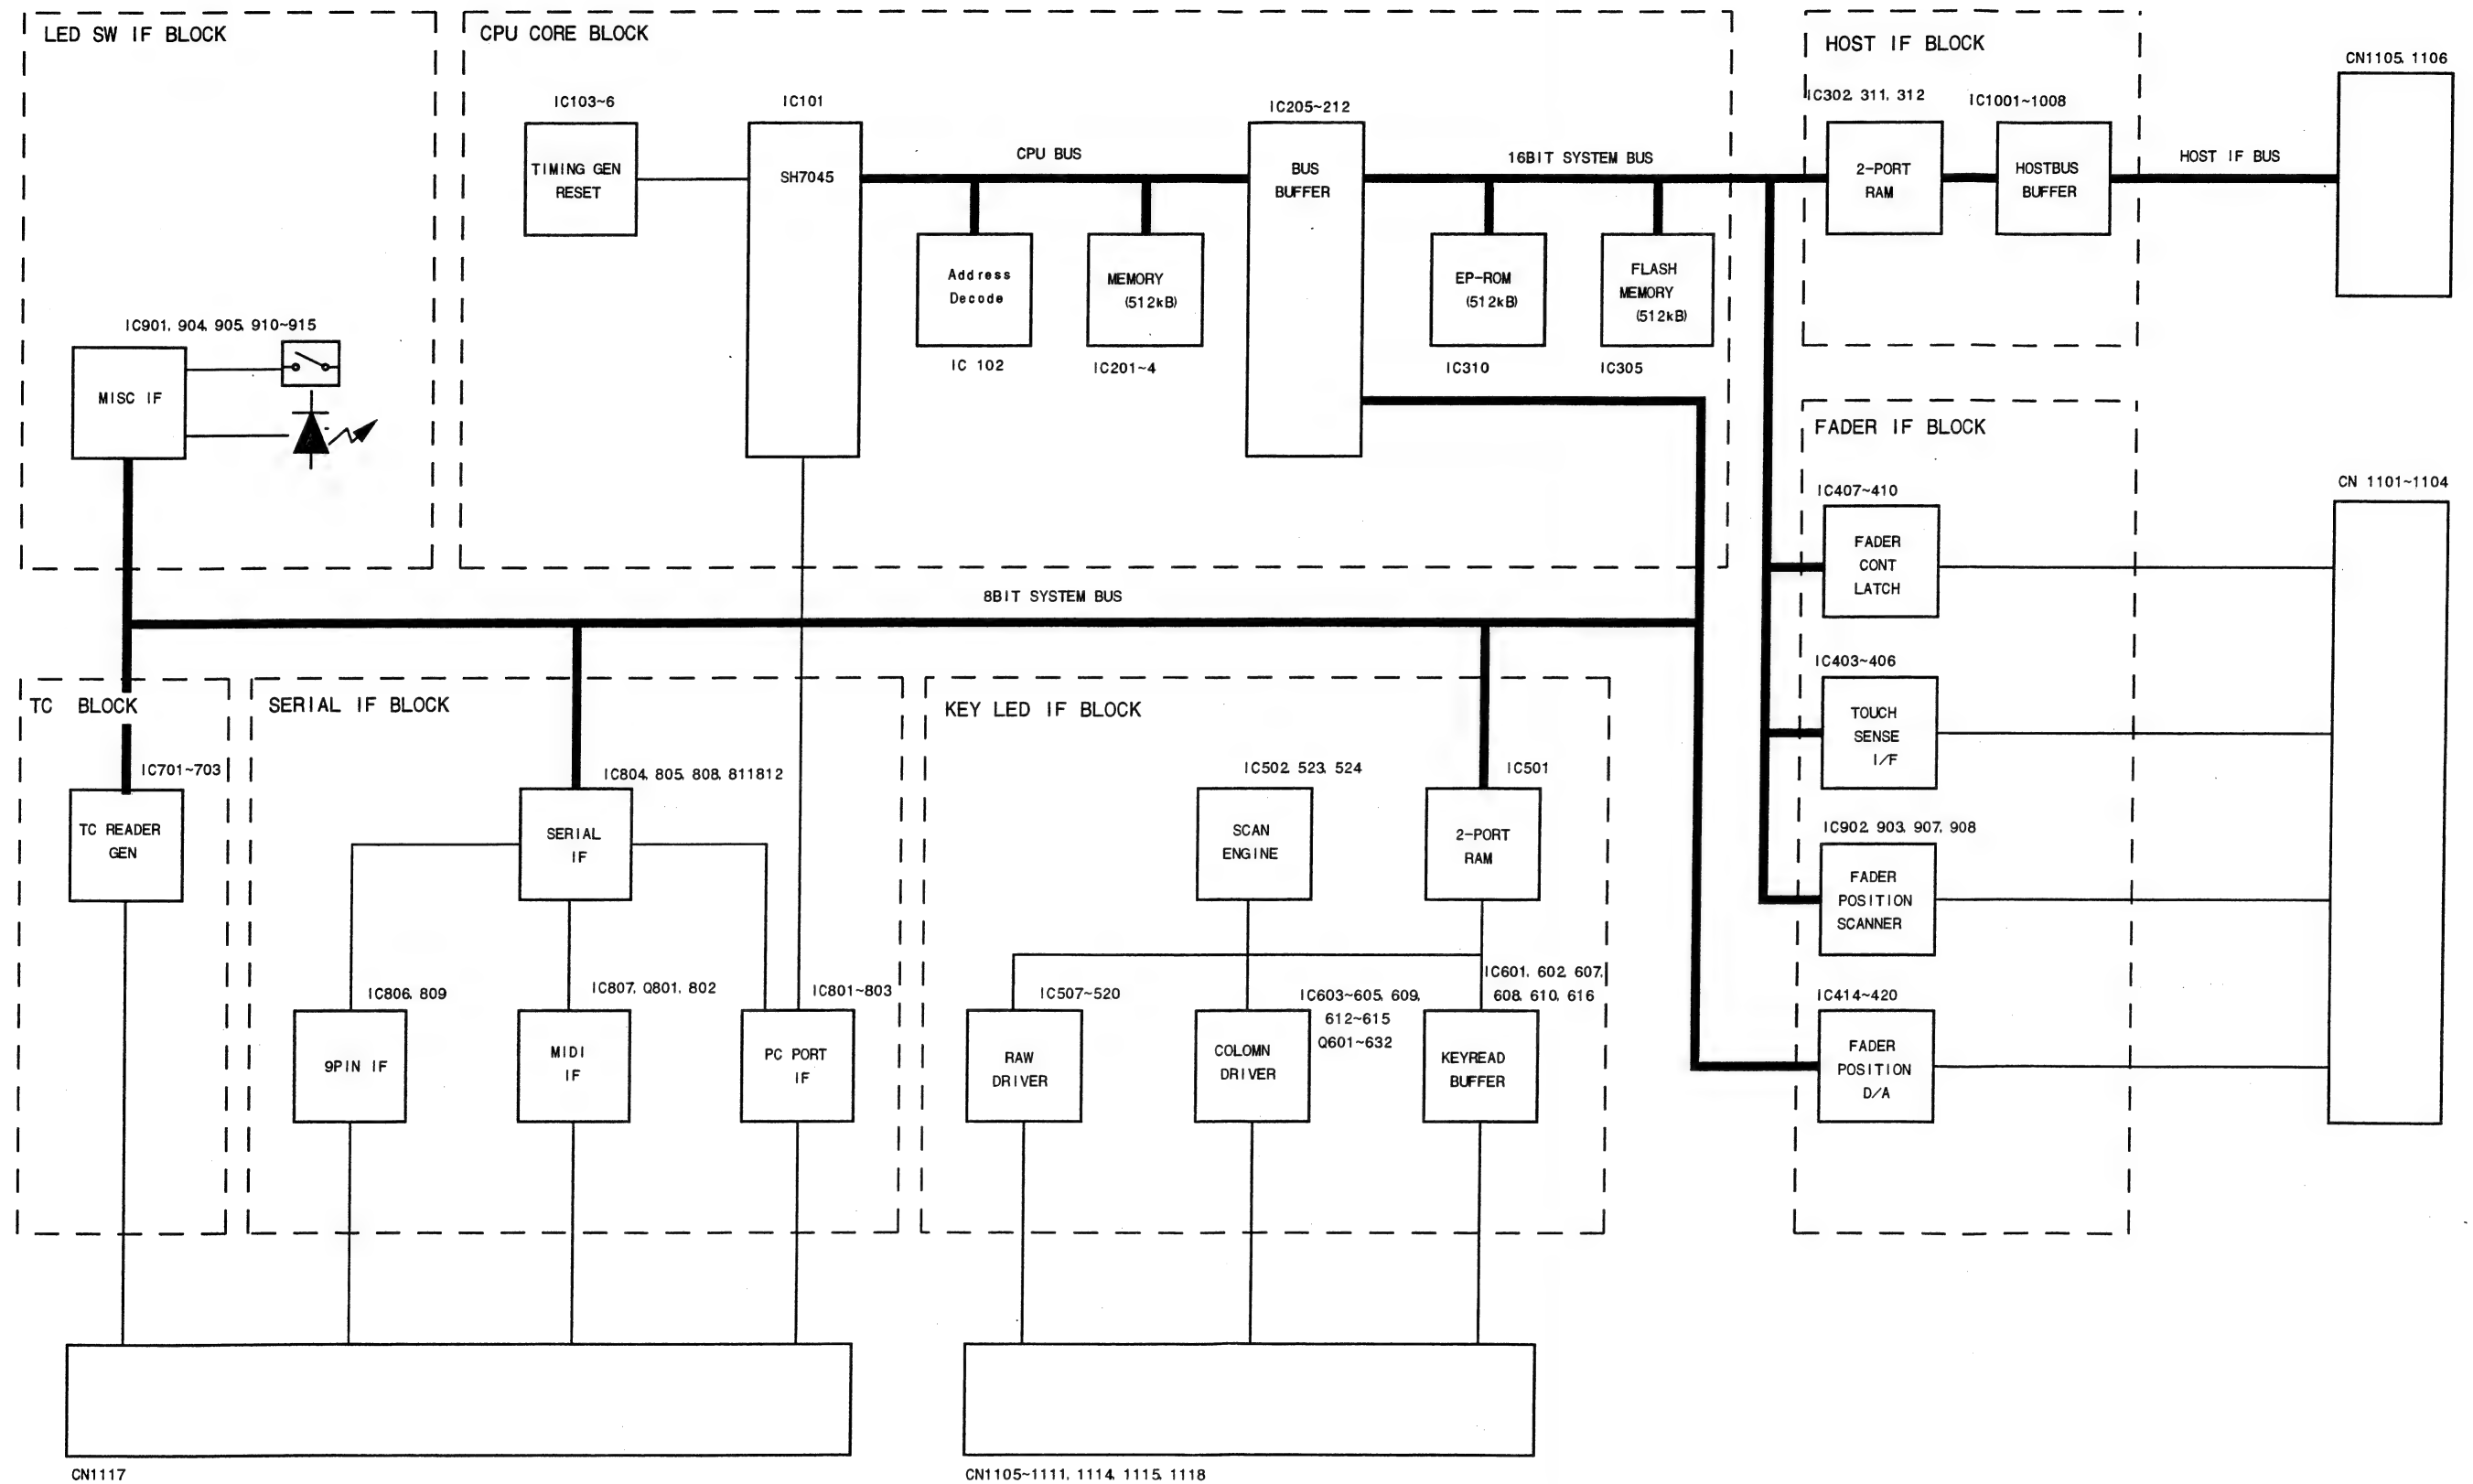 LED SW IF BLOCK
IC901, 904, 905, 910~915
MISC IF
CPU CORE BLOCK
IC103~6
TIMING GEN
RESET
IC101
SH7045
CPU BUS
Address
Decode
IC 102
MEMORY
(512kB)
IC201~4
IC205~212
BUS
BUFFER
16BIT SYSTEM BUS
EP-ROM
(512kB)
IC310
FLASH
MEMORY
(512kB)
IC305
HOST IF BLOCK
IC302, 311, 312
2-PORT
RAM
IC1001~1008
HOSTBUS
BUFFER
HOST IF BUS
CN1105, 1106
FADER IF BLOCK
IC407~410
FADER
CONT
LATCH
IC403~406
TOUCH
SENSE
I/F
IC902, 903, 907, 908
FADER
POSITION
SCANNER
IC414~420
FADER
POSITION
D/A
CN 1101~1104
8BIT SYSTEM BUS
TC BLOCK
IC701~703
TC READER
GEN
SERIAL IF BLOCK
IC804, 805, 808, 811812
SERIAL
IF
IC806, 809
9PIN IF
IC807, Q801, 802
MIDI
IF
IC801~803
PC PORT
IF
KEY LED IF BLOCK
IC502, 523, 524
SCAN
ENGINE
IC501
2-PORT
RAM
IC507~520
RAW
DRIVER
IC603~605, 609,
612~615
Q601~632
COLOMN
DRIVER
IC601, 602, 607,
608, 610, 616
KEYREAD
BUFFER
CN1117
CN1105~1111, 1114, 1115, 1118